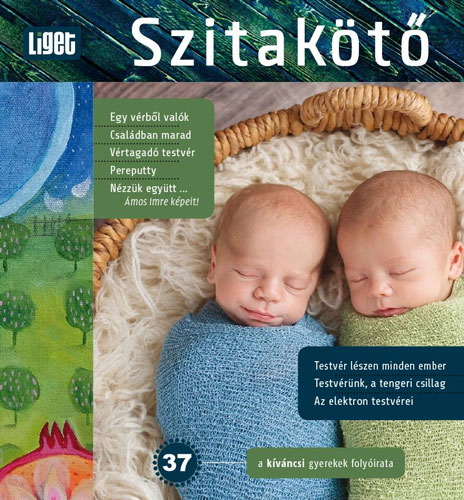 Liget
Szitakötő
Egy vérből valók
Családban marad
Vértagadó testvér
Pereputty
Nézzük együtt ...
Ámos Imre képeit!
Testvér lészen minden ember
Testvérünk, a tengeri csillag
Az elektron testvérei
37
a kíváncsi gyerekek folyóirata